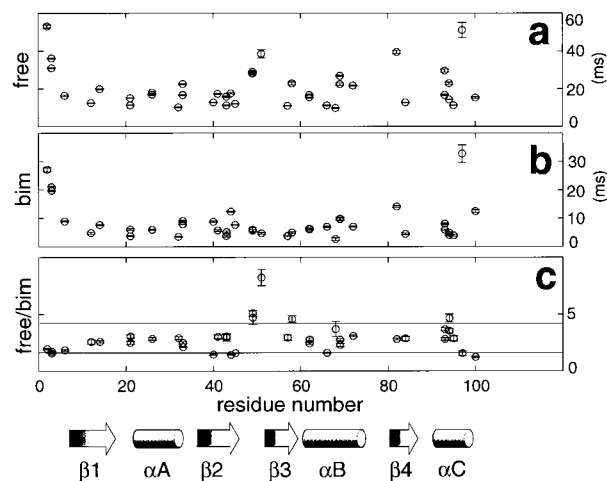 60
a
free
40
20
(ms)
0
b
bim
30
20
10
(ms)
0
c
free/bim
5
0
0 20 40 60 80 100
residue number
β1 αA β2 β3 αB β4 αC